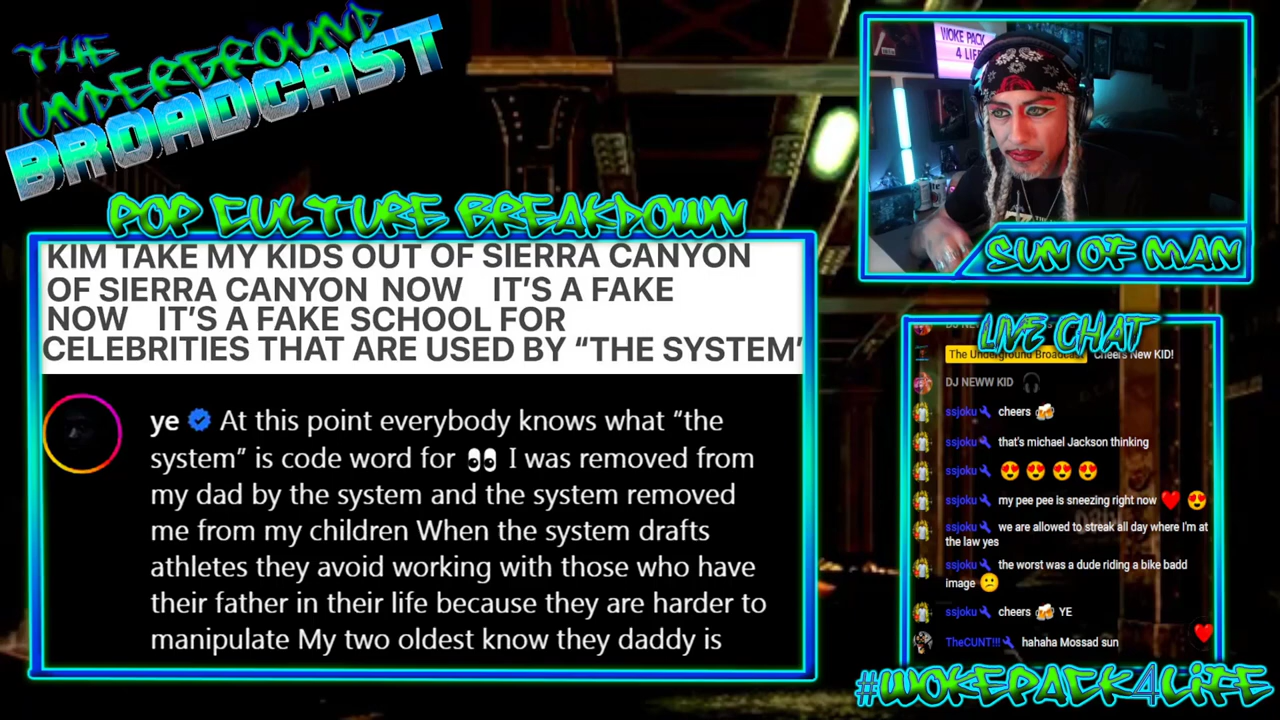 THE
UNDERGROUND
BROADCAST
POP CULTURE BREAKDOWN
KIM TAKE MY KIDS OUT OF SIERRA CANYON
OF SIERRA CANYON NOW IT'S A FAKE
NOW IT'S A FAKE SCHOOL FOR
CELEBRITIES THAT ARE USED BY “THE SYSTEM”
ye At this point everybody knows what “the
system” is code word for 👀 I was removed from
my dad by the system and the system removed
me from my children When the system drafts
athletes they avoid working with those who have
their father in their life because they are harder to
manipulate My two oldest know they daddy is
WOKE PACK
4 LIFE
SUN OF MAN
LIVE CHAT
The Underground Broadcast Cheers New KID!
DJ NEWW KID 🎧
ssjoku cheers 🍻
ssjoku that's michael Jackson thinking
ssjoku 😍 😍 😍 😍
ssjoku my pee pee is sneezing right now ❤️ 😍
ssjoku we are allowed to streak all day where I'm at
the law yes
ssjoku the worst was a dude riding a bike badd
image 😕
ssjoku cheers 🍻 YE
TheCUNT!!! hahaha Mossad sun
#WOKEPACK4LIFE